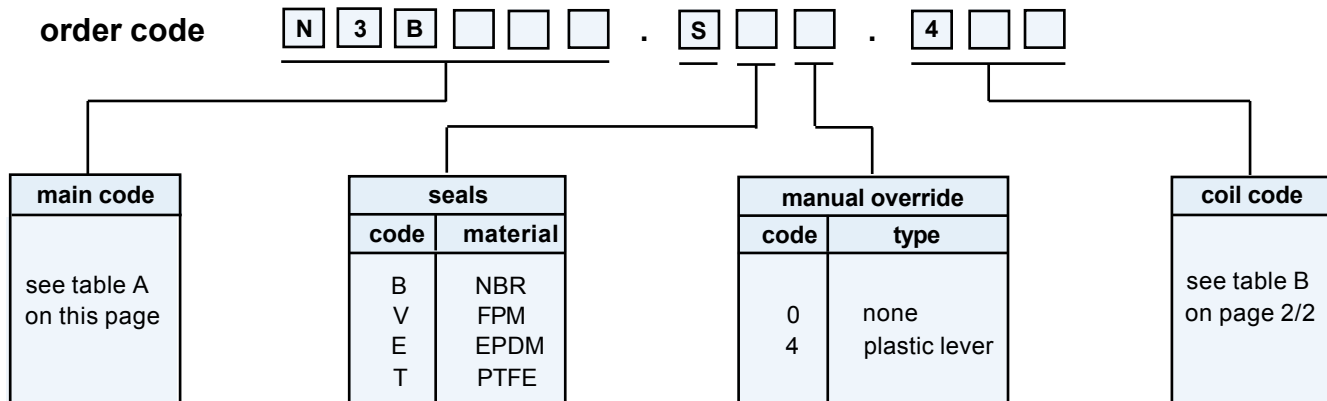 order code N 3 B . S . 4
main code
see table A
on this page
seals
code material
B NBR
V FPM
E EPDM
T PTFE
manual override
code type
0 none
4 plastic lever
coil code
see table B
on page 2/2